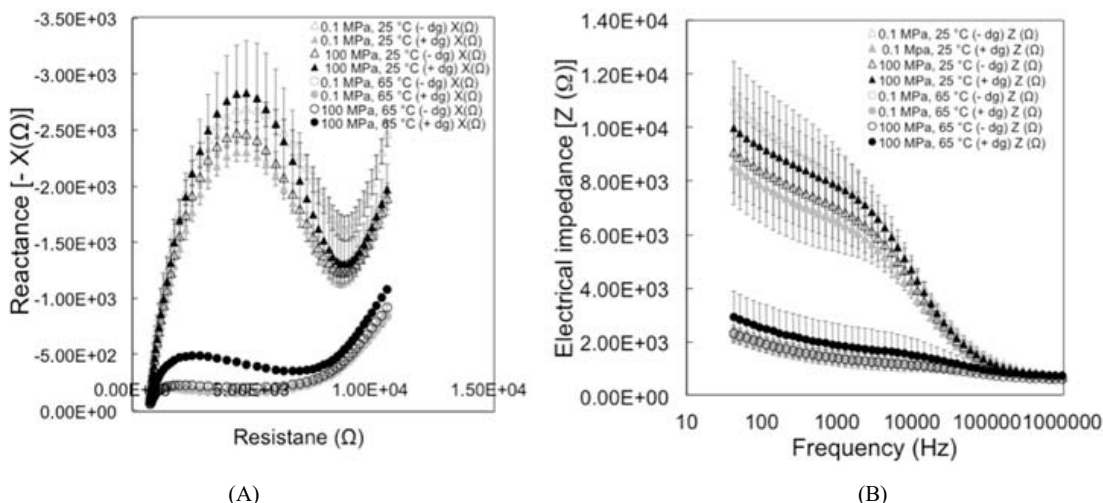 -3.50E+03
-3.00E+03
-2.50E+03
-2.00E+03
-1.50E+03
-1.00E+03
-5.00E+02
0.00E+00
Reactance [- X(Ω)]
0.1 MPa, 25 °C (- dg) X(Ω)
0.1 MPa, 25 °C (+ dg) X(Ω)
100 MPa, 25 °C (- dg) X(Ω)
100 MPa, 25 °C (+ dg) X(Ω)
0.1 MPa, 65 °C (- dg) X(Ω)
0.1 MPa, 65 °C (+ dg) X(Ω)
100 MPa, 65 °C (- dg) X(Ω)
100 MPa, 65 °C (+ dg) X(Ω)
0.00E+00 5.00E+03 1.00E+04 1.50E+04
Resistane (Ω)
(A)
1.40E+04
1.20E+04
1.00E+04
8.00E+03
6.00E+03
4.00E+03
2.00E+03
0.00E+00
Electrical impedance [Z (Ω)]
0.1 MPa, 25 °C (- dg) Z (Ω)
0.1 Mpa, 25 °C (+ dg) Z (Ω)
100 MPa, 25 °C (- dg) Z (Ω)
100 MPa, 25 °C (+ dg) Z (Ω)
0.1 MPa, 65 °C (- dg) Z (Ω)
0.1 MPa, 65 °C (+ dg) Z (Ω)
100 MPa, 65 °C (- dg) Z (Ω)
100 MPa, 65 °C (+ dg) Z (Ω)
10 100 1000 10000 100000 1000000
Frequency (Hz)
(B)